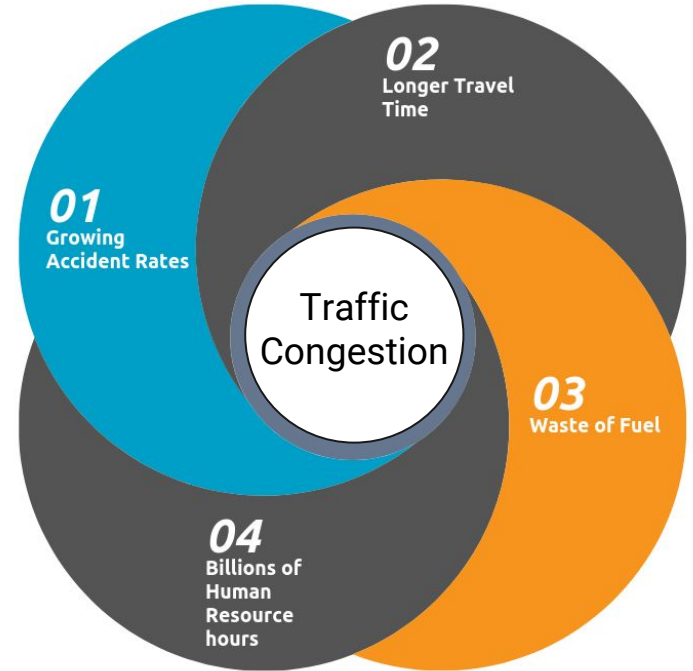 01
Growing
Accident Rates
02
Longer Travel
Time
Traffic
Congestion
03
Waste of Fuel
04
Billions of
Human
Resource
hours